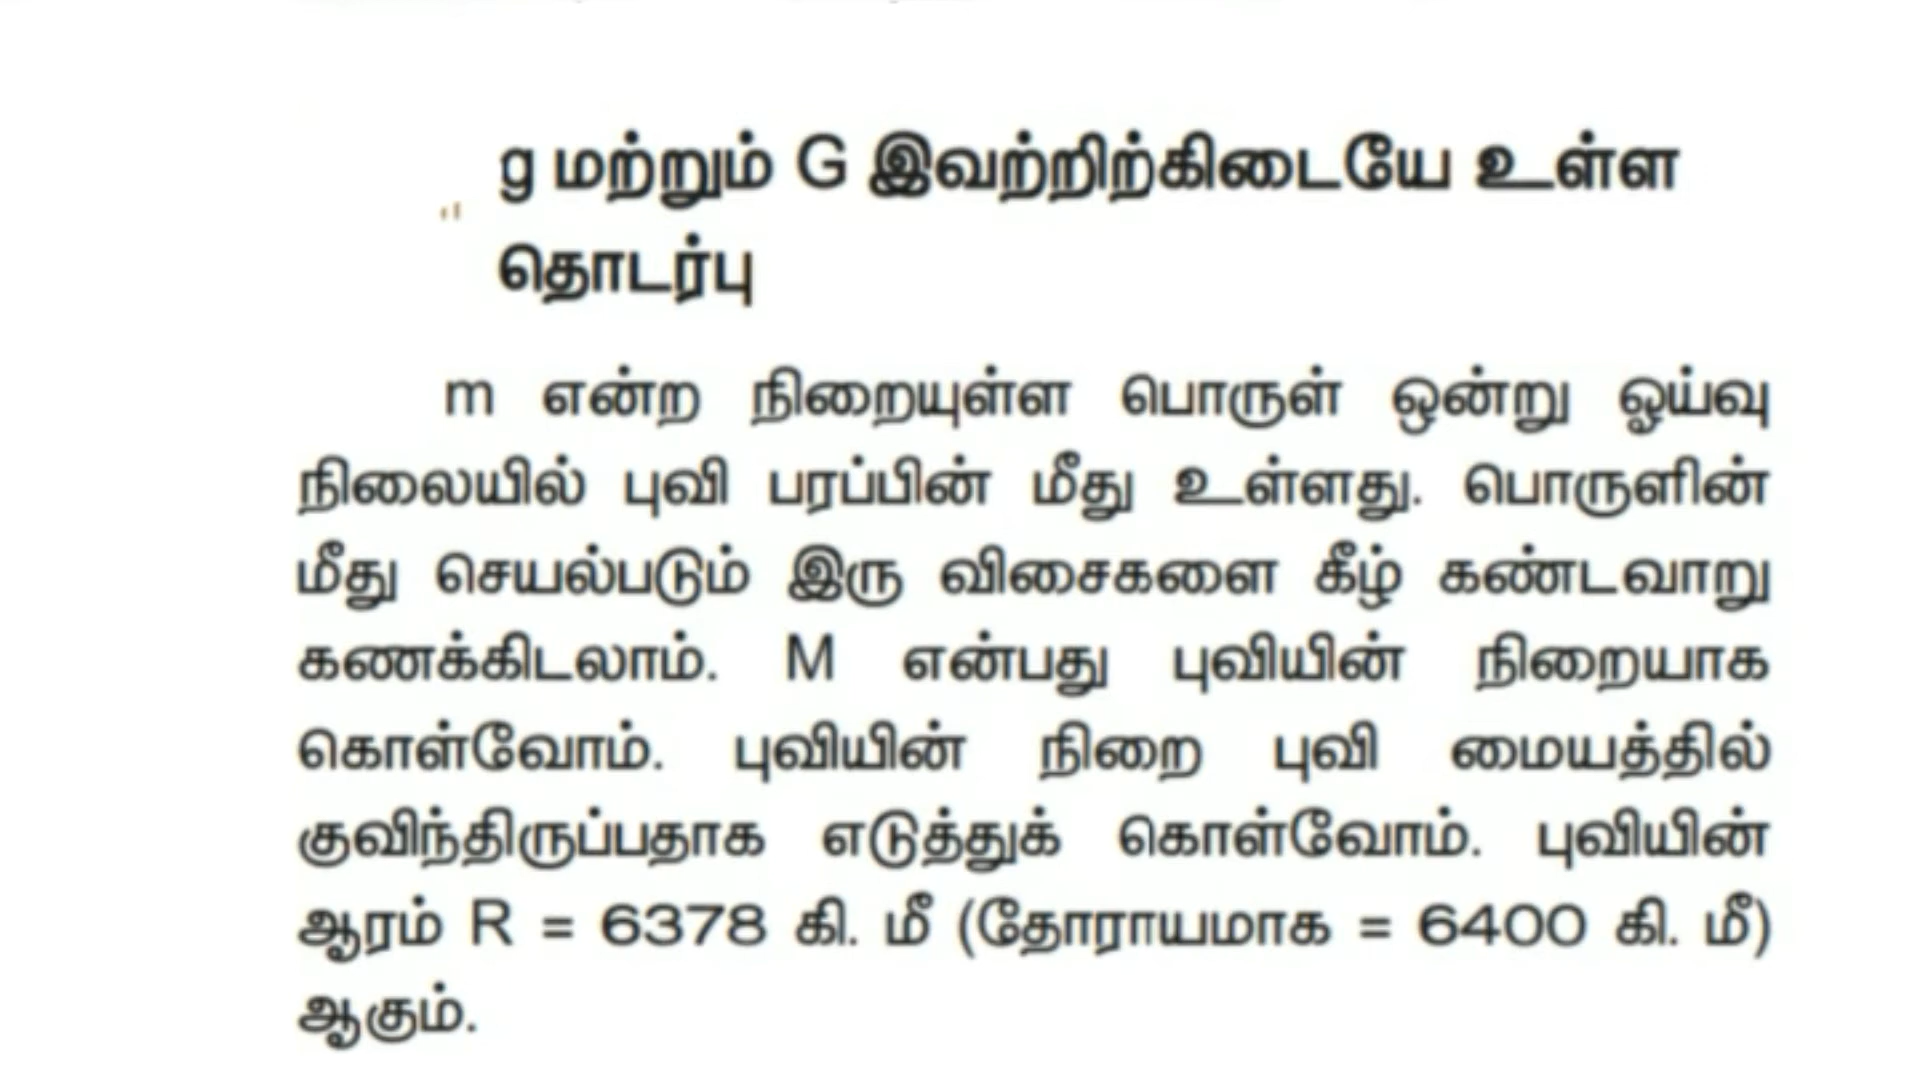 g மற்றும் G இவற்றிற்கிடையே உள்ள
தொடர்பு
m என்ற நிறையுள்ள பொருள் ஒன்று ஓய்வு
நிலையில் புவி பரப்பின் மீது உள்ளது. பொருளின்
மீது செயல்படும் இரு விசைகளை கீழ் கண்டவாறு
கணக்கிடலாம். M என்பது புவியின் நிறையாக
கொள்வோம். புவியின் நிறை புவி மையத்தில்
குவிந்திருப்பதாக எடுத்துக் கொள்வோம். புவியின்
ஆரம் R = 6378 கி. மீ (தோராயமாக = 6400 கி. மீ)
ஆகும்.